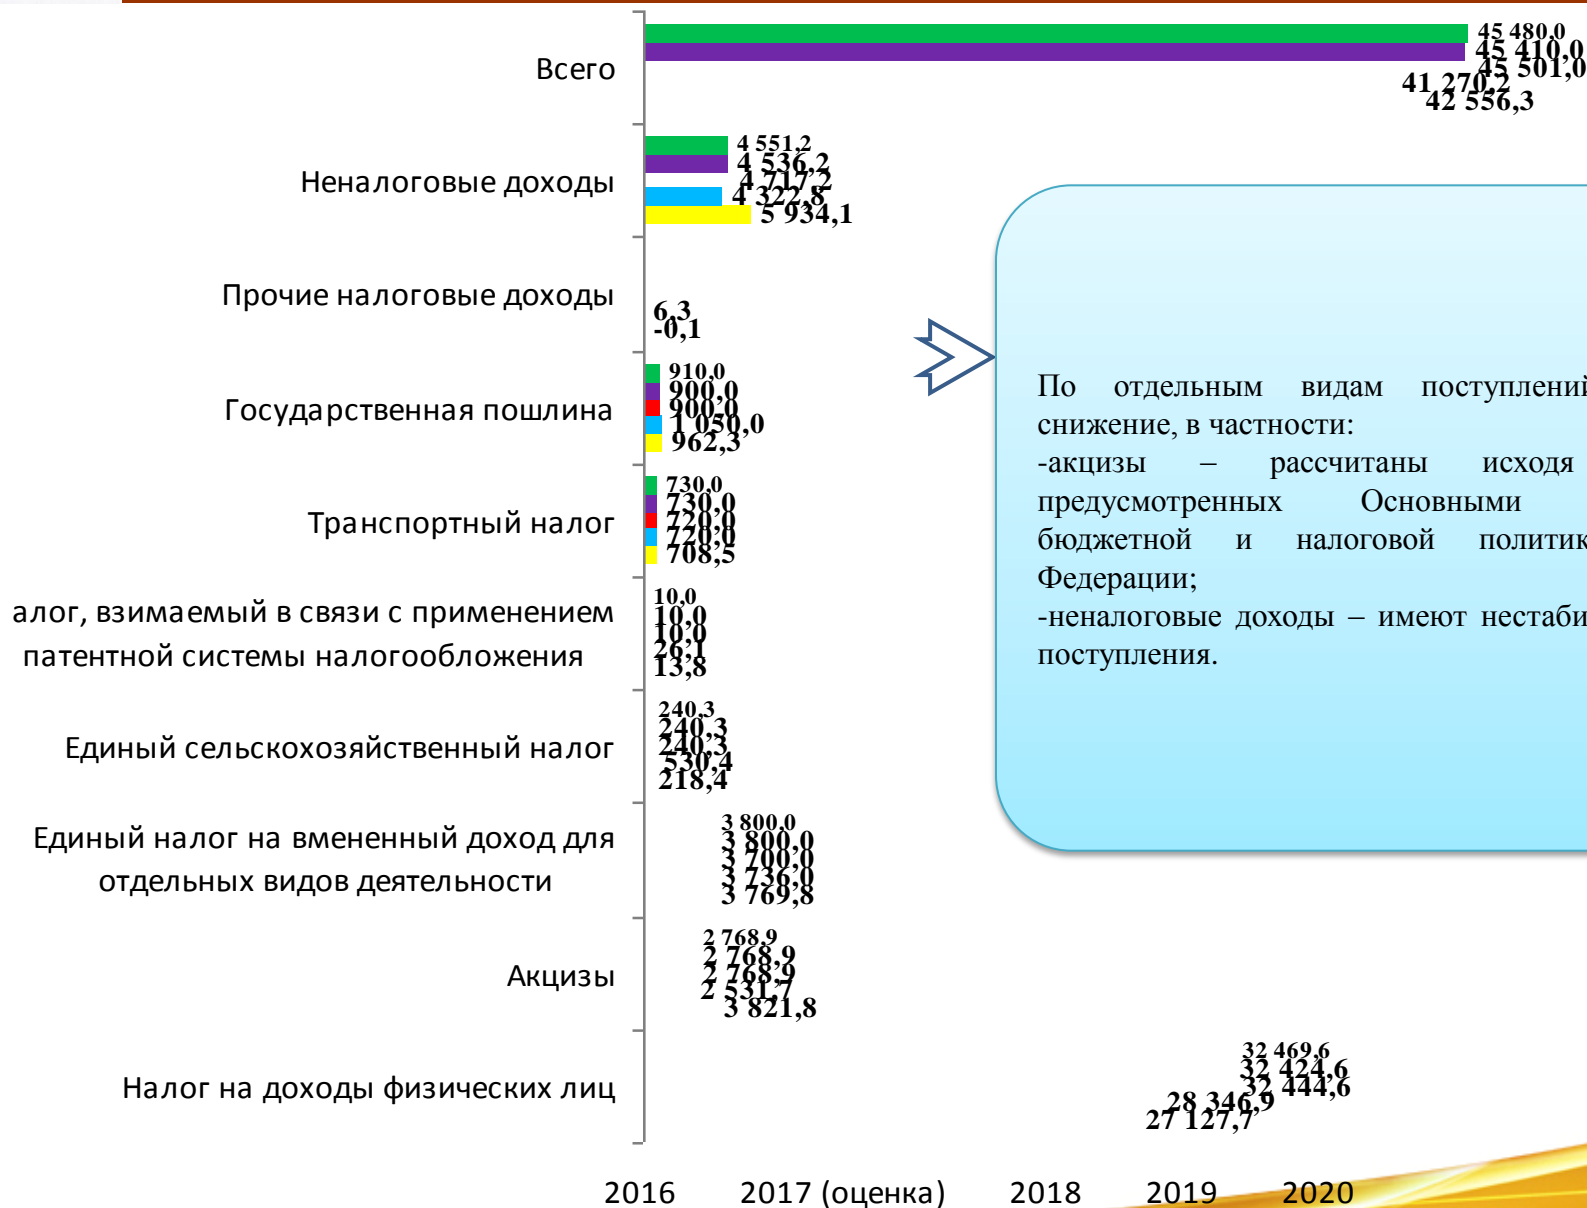 Всего
45 480,0
45 410,0
45 501,0
41 270,2
42 556,3
Неналоговые доходы
4 551,2
4 536,2
4 717,2
4 322,8
5 934,1
Прочие налоговые доходы
6,3
-0,1
Государственная пошлина
910,0
900,0
900,0
1 050,0
962,3
Транспортный налог
730,0
730,0
720,0
720,0
708,5
алог, взимаемый в связи с применением
патентной системы налогообложения
10,0
10,0
10,0
26,1
13,8
Единый сельскохозяйственный налог
240,3
240,3
240,3
530,4
218,4
Единый налог на вмененный доход для
отдельных видов деятельности
3 800,0
3 800,0
3 700,0
3 736,0
3 769,8
Акцизы
2 768,9
2 768,9
2 768,9
2 531,7
3 821,8
Налог на доходы физических лиц
32 469,6
32 424,6
32 444,6
28 346,9
27 127,7
По отдельным видам поступлений
снижение, в частности:
-акцизы – рассчитаны исходя
предусмотренных Основными
бюджетной и налоговой политик
Федерации;
-неналоговые доходы – имеют нестаби
поступления.
2016 2017 (оценка) 2018 2019 2020